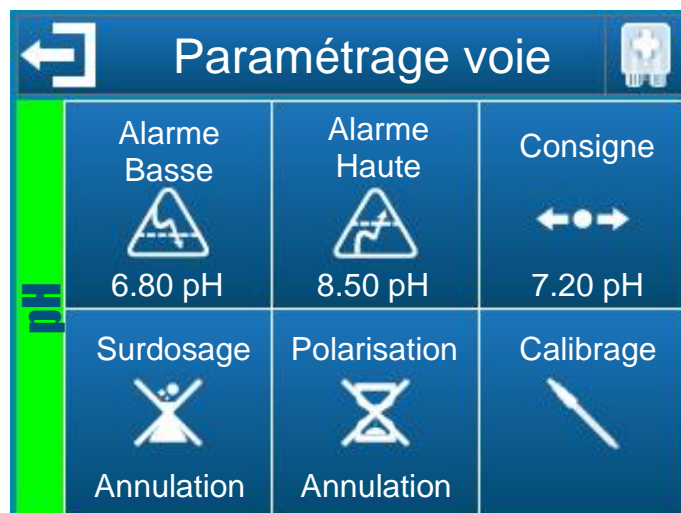 Paramétrage voie
pH
Alarme
Basse
6.80 pH
Alarme
Haute
8.50 pH
Consigne
7.20 pH
Surdosage
Annulation
Polarisation
Annulation
Calibrage